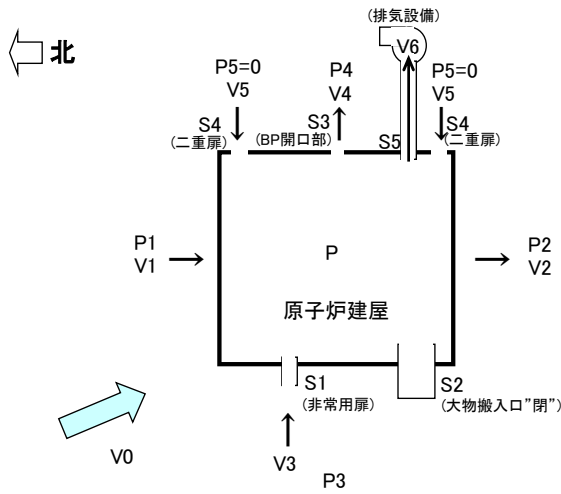 (排気設備)
北
V6
P5=0
V5
P4
V4
P5=0
V5
S4
(二重扉)
S3
(BP開口部)
S5
S4
(二重扉)
P1
V1
P
P2
V2
原子炉建屋
S1
(非常用扉)
S2
(大物搬入口”閉”)
V0
V3
P3